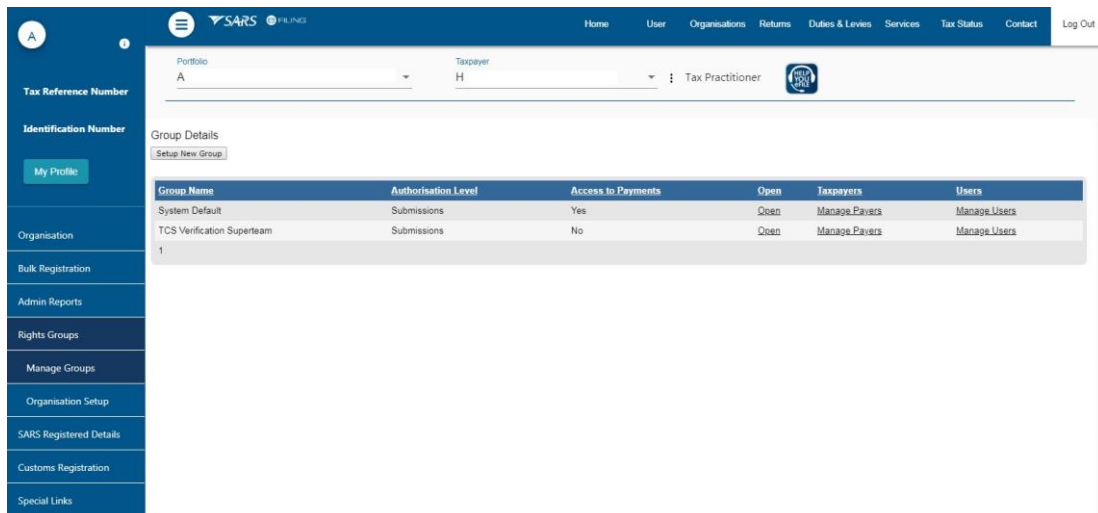 A
Tax Reference Number
Identification Number
My Profile
Organisation
Bulk Registration
Admin Reports
Rights Groups
Manage Groups
Organisation Setup
SARS Registered Details
Customs Registration
Special Links
SARS eFILING
Home User Organisations Returns Duties & Levies Services Tax Status Contact Log Out
Portfolio Taxpayer
A H Tax Practitioner HELP YOU eFILE
Group Details
Setup New Group
Group Name Authorisation Level Access to Payments Open Taxpayers Users
System Default Submissions Yes Open Manage Payers Manage Users
TCS Verification Superteam Submissions No Open Manage Payers Manage Users
1